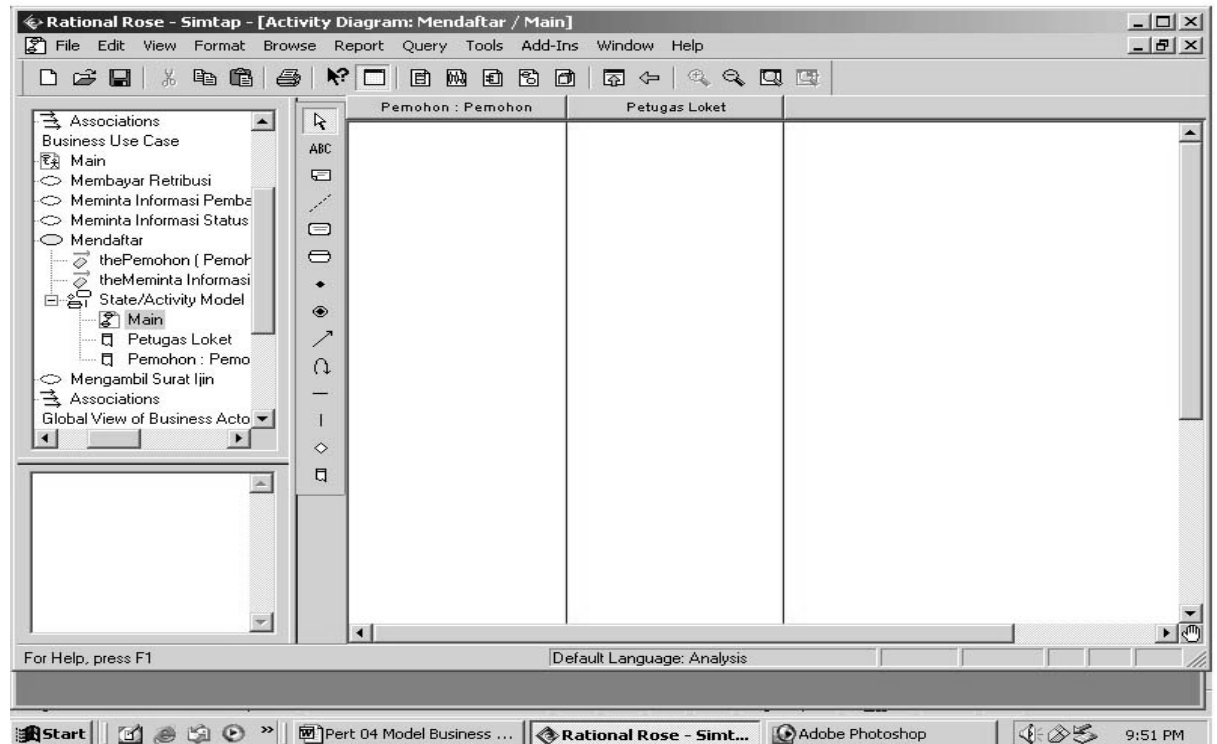 Rational Rose - Simtap - [Activity Diagram: Mendaftar / Main]
File Edit View Format Browse Report Query Tools Add-Ins Window Help
Pemohon : Pemohon
Petugas Loket
Associations
Business Use Case
Main
Membayar Retribusi
Meminta Informasi Pemba
Meminta Informasi Status
Mendaftar
thePemohon ( Pemoh
theMeminta Informasi
State/Activity Model
Main
Petugas Loket
Pemohon : Pemo
Mengambil Surat Ijin
Associations
Global View of Business Acto
ABC
For Help, press F1
Default Language: Analysis
Start
Pert 04 Model Business ...
Rational Rose - Simt...
Adobe Photoshop
9:51 PM